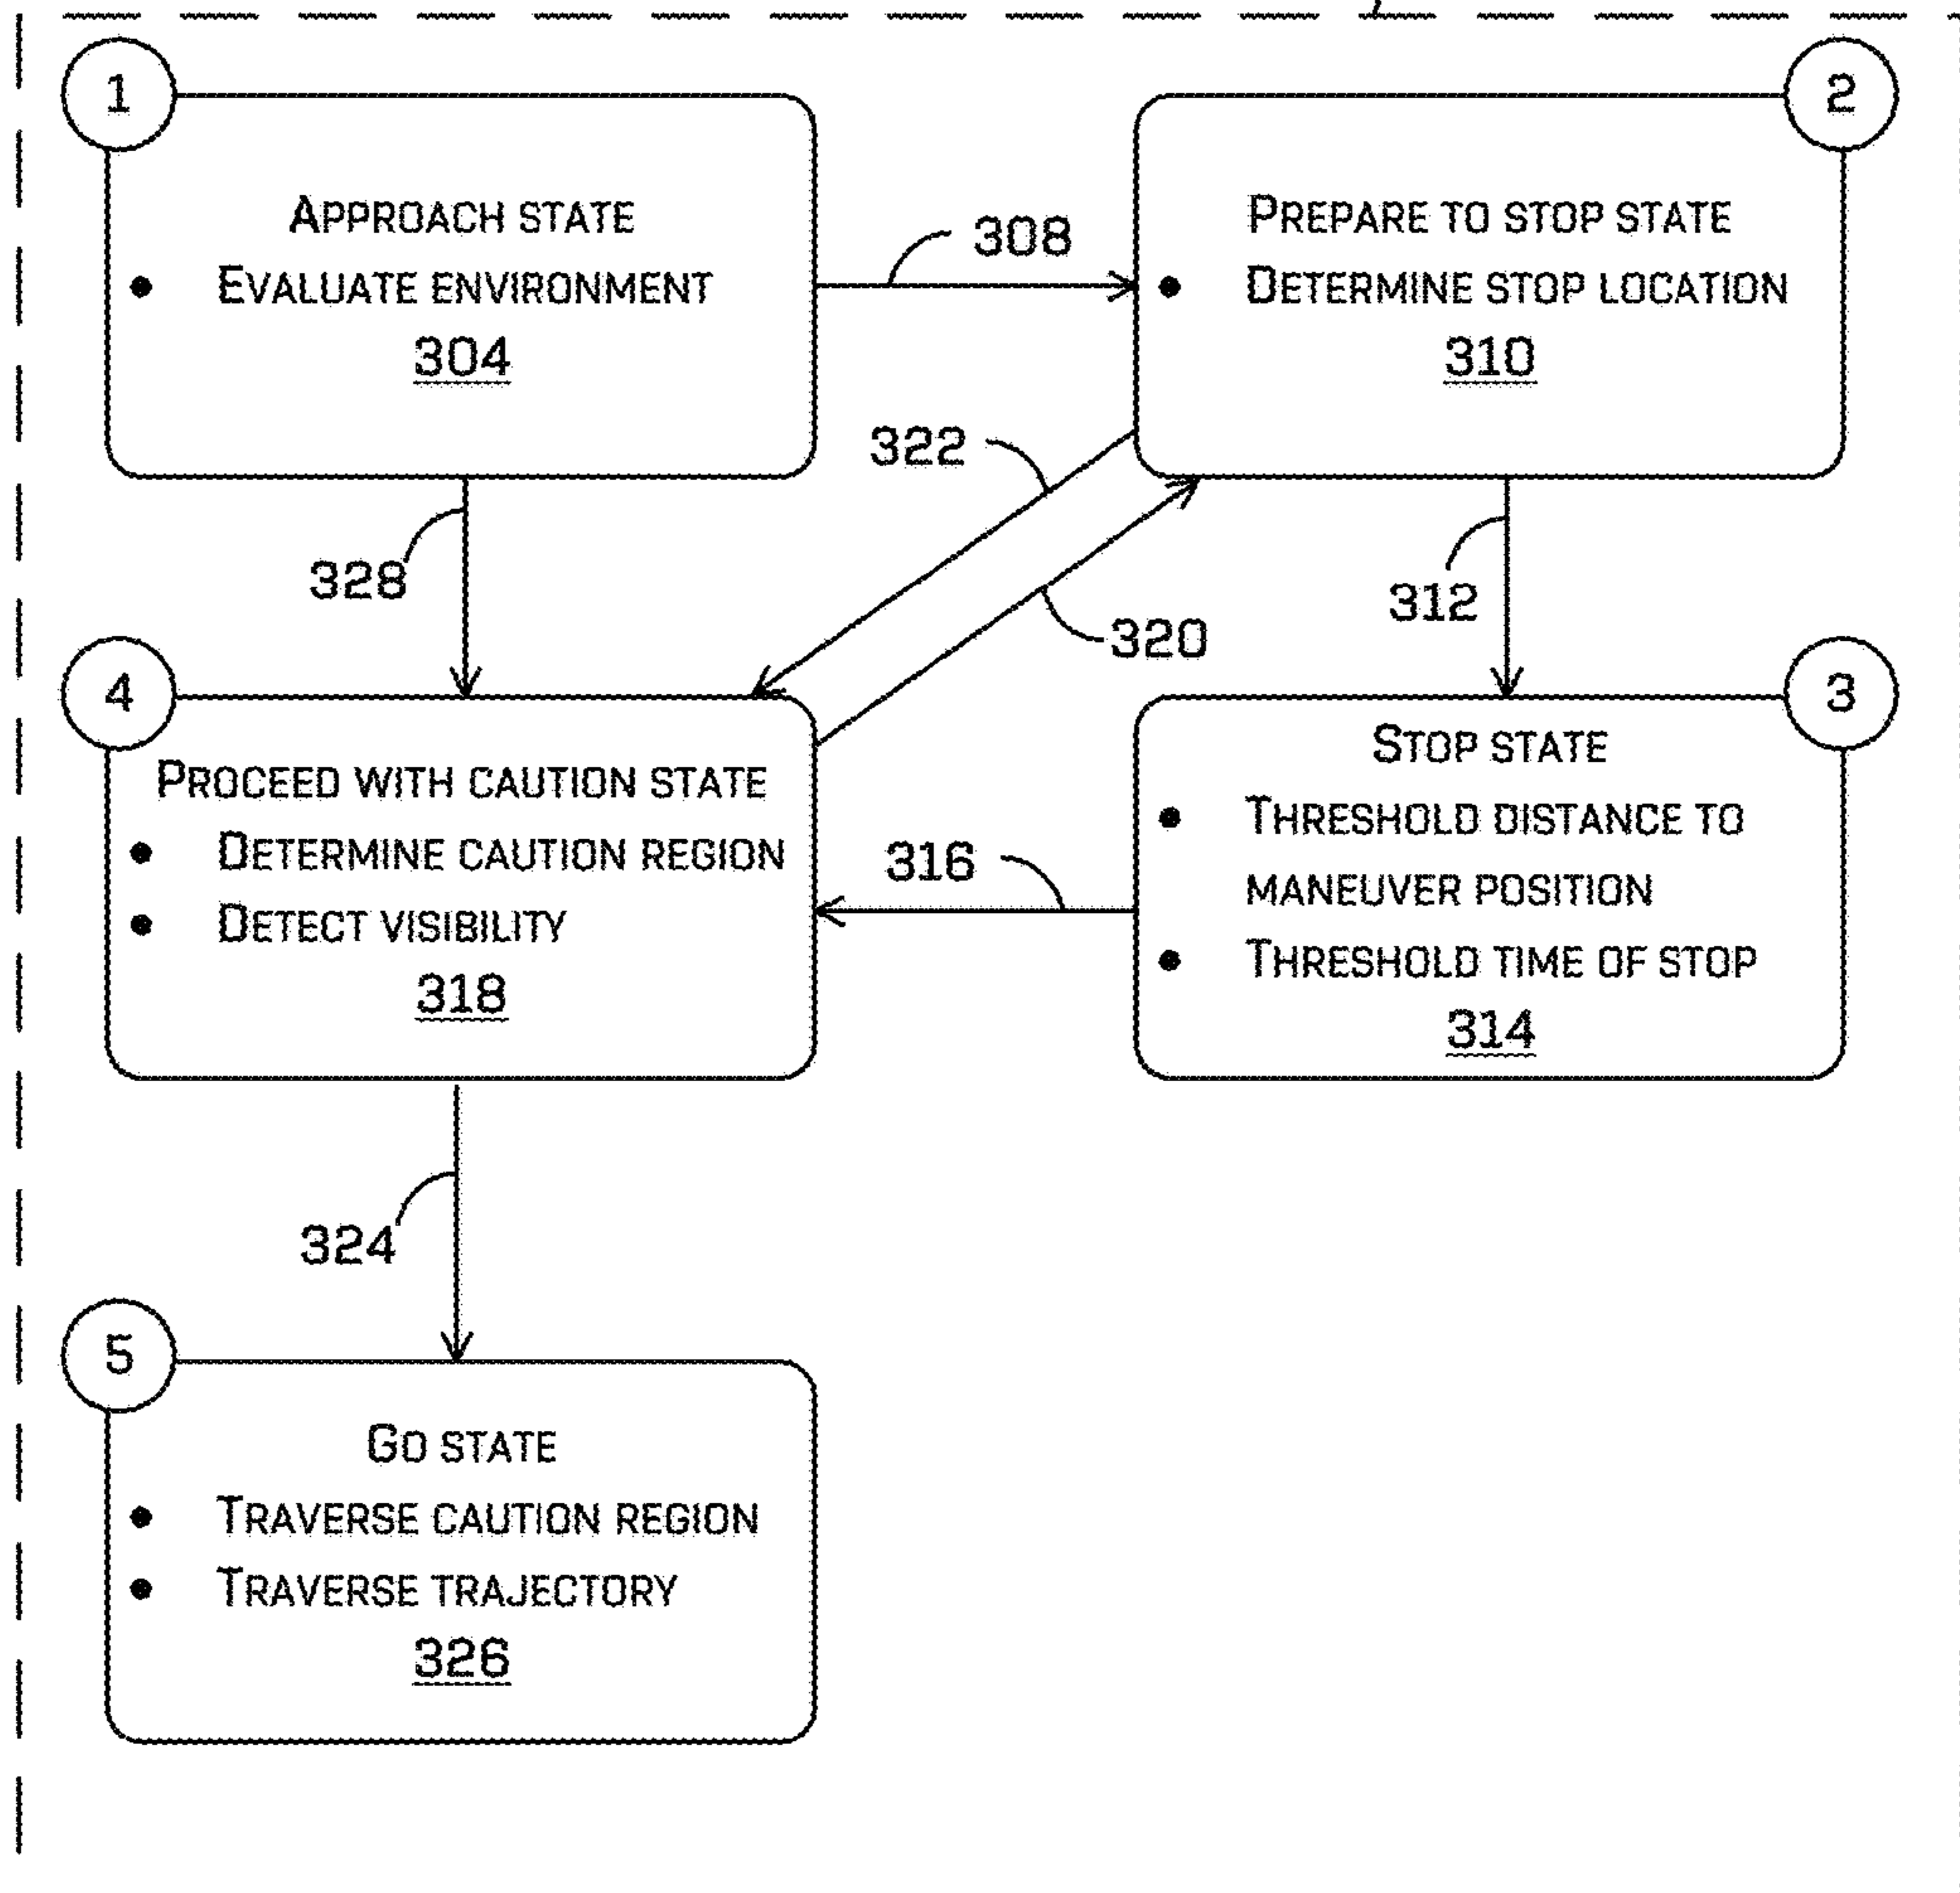 1
APPROACH STATE
• EVALUATE ENVIRONMENT
304
308
2
PREPARE TO STOP STATE
• DETERMINE STOP LOCATION
310
322
328
320
312
4
PROCEED WITH CAUTION STATE
• DETERMINE CAUTION REGION
• DETECT VISIBILITY
318
316
3
STOP STATE
• THRESHOLD DISTANCE TO
MANEUVER POSITION
• THRESHOLD TIME OF STOP
314
324
5
GO STATE
• TRAVERSE CAUTION REGION
• TRAVERSE TRAJECTORY
326